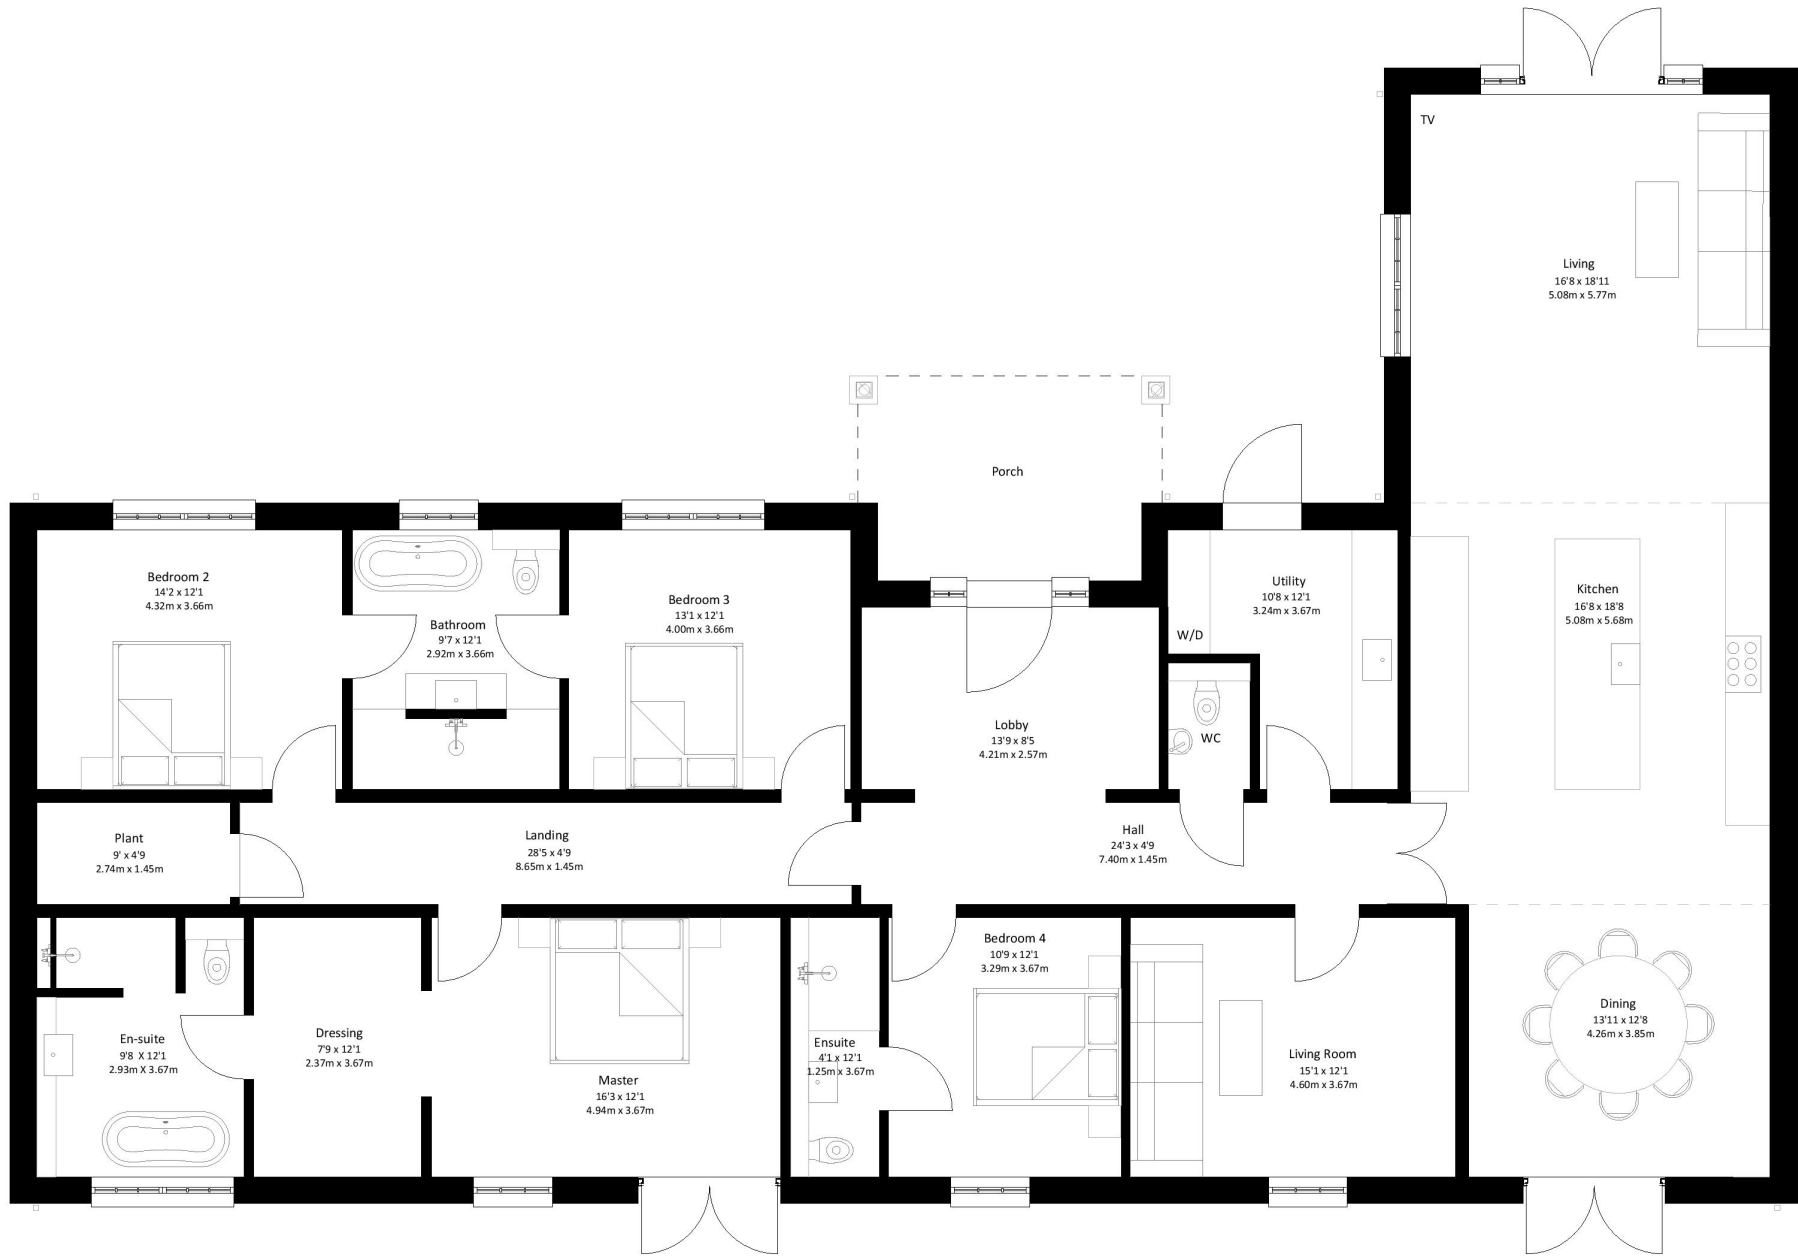 TV
Living
16'8 x 18'11
5.08m x 5.77m
Porch
Bedroom 2
14'2 x 12'1
4.32m x 3.66m
Bathroom
9'7 x 12'1
2.92m x 3.66m
Bedroom 3
13'1 x 12'1
4.00m x 3.66m
Utility
10'8 x 12'1
3.24m x 3.67m
W/D
Kitchen
16'8 x 18'8
5.08m x 5.68m
Lobby
13'9 x 8'5
4.21m x 2.57m
WC
Plant
9' x 4'9
2.74m x 1.45m
Landing
28'5 x 4'9
8.65m x 1.45m
Hall
24'3 x 4'9
7.40m x 1.45m
En-suite
9'8 X 12'1
2.93m X 3.67m
Dressing
7'9 x 12'1
2.37m x 3.67m
Master
16'3 x 12'1
4.94m x 3.67m
Ensuite
4'1 x 12'1
1.25m x 3.67m
Bedroom 4
10'9 x 12'1
3.29m x 3.67m
Living Room
15'1 x 12'1
4.60m x 3.67m
Dining
13'11 x 12'8
4.26m x 3.85m